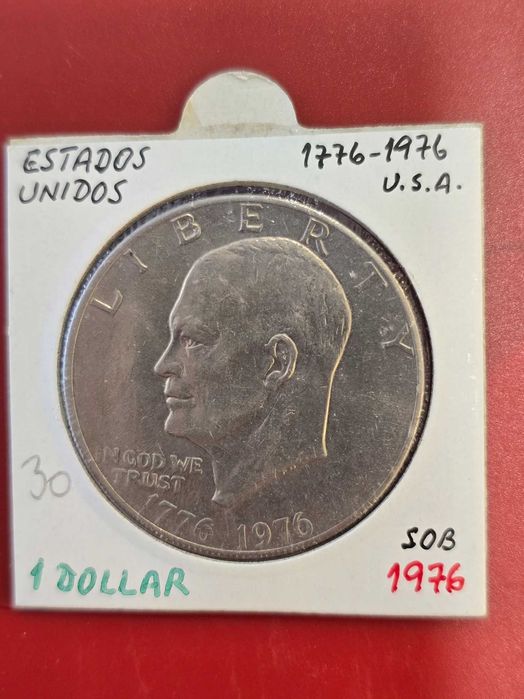 ESTADOS
UNIDOS
1776-1976
U.S.A.
LIBERTY
IN GOD WE
TRUST
1776 1976
30
1 DOLLAR
SOB
1976